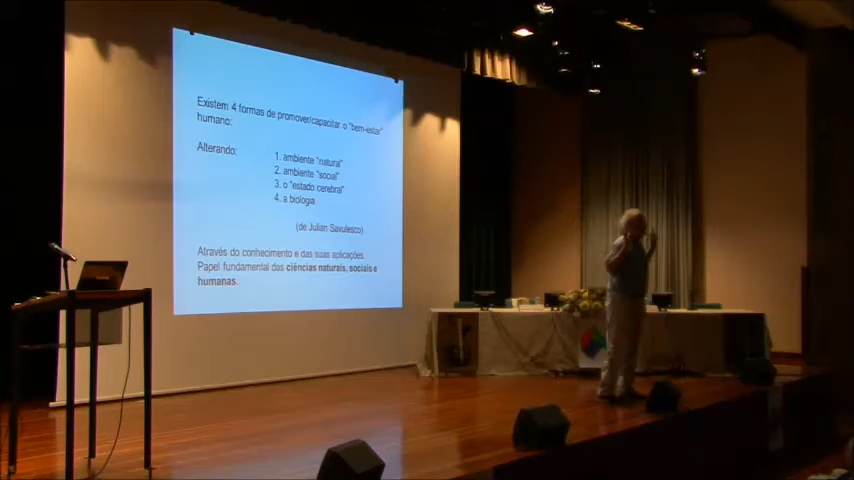 Existem 4 formas de promover/capacitar o "bem-estar"
humano:
Alterando:
1. ambiente "natural"
2. ambiente "social"
3. o "estado cerebral"
4. a biologia
(de Julian Savulesco)
Através do conhecimento e das suas aplicações.
Papel fundamental das ciências naturais, sociais e
humanas.